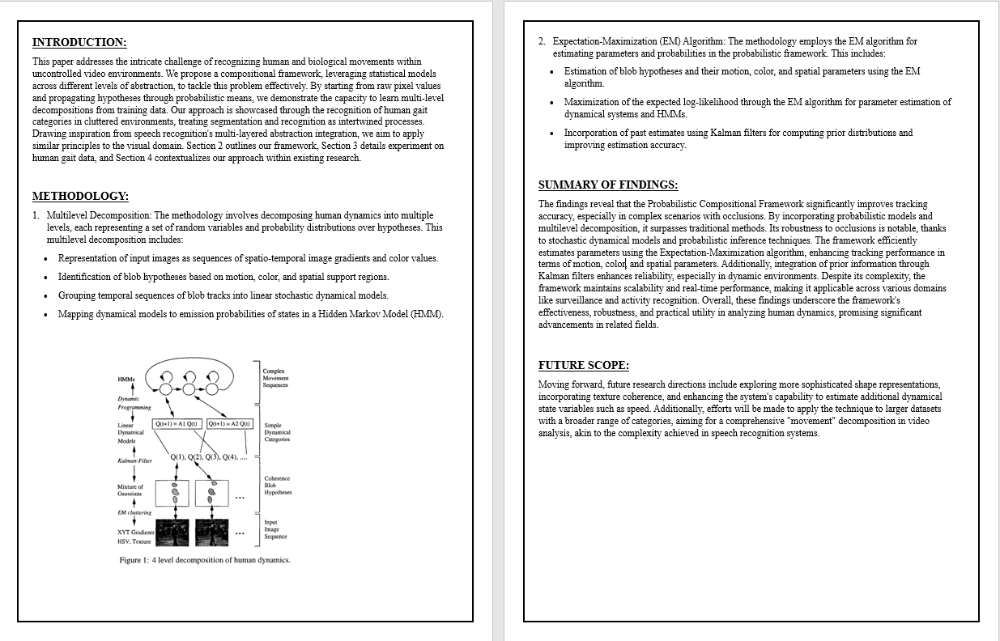 INTRODUCTION:
This paper addresses the intricate challenge of recognizing human and biological movements within
uncontrolled video environments. We propose a compositional framework, leveraging statistical models
across different levels of abstraction, to tackle this problem effectively. By starting from raw pixel values
and propagating hypotheses through probabilistic means, we demonstrate the capacity to learn multi-level
decompositions from training data. Our approach is showcased through the recognition of human gait
categories in cluttered environments, treating segmentation and recognition as intertwined processes.
Drawing inspiration from speech recognition's multi-layered abstraction integration, we aim to apply
similar principles to the visual domain. Section 2 outlines our framework, Section 3 details experiment on
human gait data, and Section 4 contextualizes our approach within existing research.
METHODOLOGY:
1. Multilevel Decomposition: The methodology involves decomposing human dynamics into multiple
levels, each representing a set of random variables and probability distributions over hypotheses. This
multilevel decomposition includes:
• Representation of input images as sequences of spatio-temporal image gradients and color values.
• Identification of blob hypotheses based on motion, color, and spatial support regions.
• Grouping temporal sequences of blob tracks into linear stochastic dynamical models.
• Mapping dynamical models to emission probabilities of states in a Hidden Markov Model (HMM).
HMMs
Dynamic
Programming
Linear
Dynamical
Models
Kalman-Filter
Mixture of
Gaussians
EM clustering
XYT Gradients
HSV, Texture
Q(t+1) = A1 Q(t)
Q(t+1) = A2 Q(t)
Q(1), Q(2), Q(3), Q(4), ....
...
...
Complex
Movement
Sequences
Simple
Dynamical
Categories
Coherence
Blob
Hypotheses
Input
Image
Sequence
Figure 1: 4 level decomposition of human dynamics.
2. Expectation-Maximization (EM) Algorithm: The methodology employs the EM algorithm for
estimating parameters and probabilities in the probabilistic framework. This includes:
• Estimation of blob hypotheses and their motion, color, and spatial parameters using the EM
algorithm.
• Maximization of the expected log-likelihood through the EM algorithm for parameter estimation of
dynamical systems and HMMs.
• Incorporation of past estimates using Kalman filters for computing prior distributions and
improving estimation accuracy.
SUMMARY OF FINDINGS:
The findings reveal that the Probabilistic Compositional Framework significantly improves tracking
accuracy, especially in complex scenarios with occlusions. By incorporating probabilistic models and
multilevel decomposition, it surpasses traditional methods. Its robustness to occlusions is notable, thanks
to stochastic dynamical models and probabilistic inference techniques. The framework efficiently
estimates parameters using the Expectation-Maximization algorithm, enhancing tracking performance in
terms of motion, color, and spatial parameters. Additionally, integration of prior information through
Kalman filters enhances reliability, especially in dynamic environments. Despite its complexity, the
framework maintains scalability and real-time performance, making it applicable across various domains
like surveillance and activity recognition. Overall, these findings underscore the framework's
effectiveness, robustness, and practical utility in analyzing human dynamics, promising significant
advancements in related fields.
FUTURE SCOPE:
Moving forward, future research directions include exploring more sophisticated shape representations,
incorporating texture coherence, and enhancing the system's capability to estimate additional dynamical
state variables such as speed. Additionally, efforts will be made to apply the technique to larger datasets
with a broader range of categories, aiming for a comprehensive "movement" decomposition in video
analysis, akin to the complexity achieved in speech recognition systems.